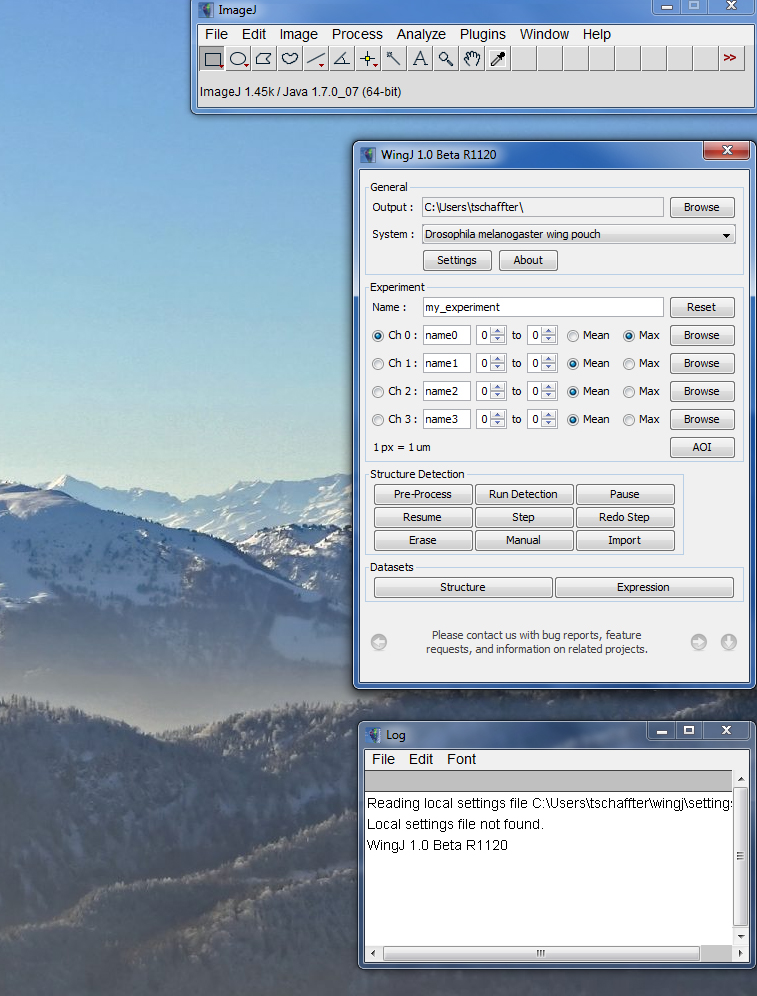 ImageJ
File Edit Image Process Analyze Plugins Window Help
A >>
ImageJ 1.45k / Java 1.7.0_07 (64-bit)
WingJ 1.0 Beta R1120
General
Output : C:\Users\tschaffter\ Browse
System : Drosophila melanogaster wing pouch
Settings About
Experiment
Name : my_experiment Reset
Ch 0 : name0 0 to 0 Mean Max Browse
Ch 1 : name1 0 to 0 Mean Max Browse
Ch 2 : name2 0 to 0 Mean Max Browse
Ch 3 : name3 0 to 0 Mean Max Browse
1 px = 1 um AOI
Structure Detection
Pre-Process Run Detection Pause
Resume Step Redo Step
Erase Manual Import
Datasets
Structure Expression
Please contact us with bug reports, feature
requests, and information on related projects.
Log
File Edit Font
Reading local settings file C:\Users\tschaffter\wingj\settings
Local settings file not found.
WingJ 1.0 Beta R1120